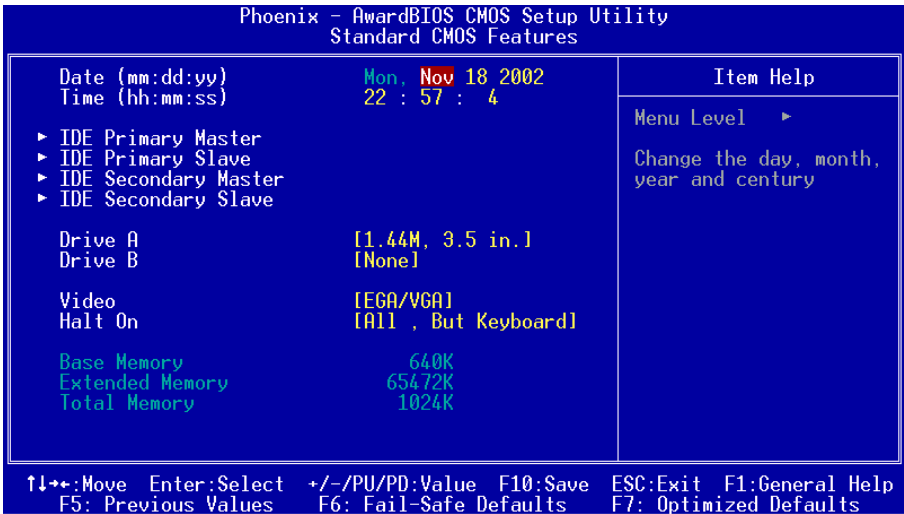 Phoenix - AwardBIOS CMOS Setup Utility
Standard CMOS Features
Date (mm:dd:yy) Mon, Nov 18 2002
Time (hh:mm:ss) 22 : 57 : 4
► IDE Primary Master
► IDE Primary Slave
► IDE Secondary Master
► IDE Secondary Slave
Drive A [1.44M, 3.5 in.]
Drive B [None]
Video [EGA/VGA]
Halt On [All , But Keyboard]
Base Memory 640K
Extended Memory 65472K
Total Memory 1024K
Item Help
Menu Level ►
Change the day, month,
year and century
↑↓→←:Move Enter:Select +/-/PU/PD:Value F10:Save ESC:Exit F1:General Help
F5: Previous Values F6: Fail-Safe Defaults F7: Optimized Defaults